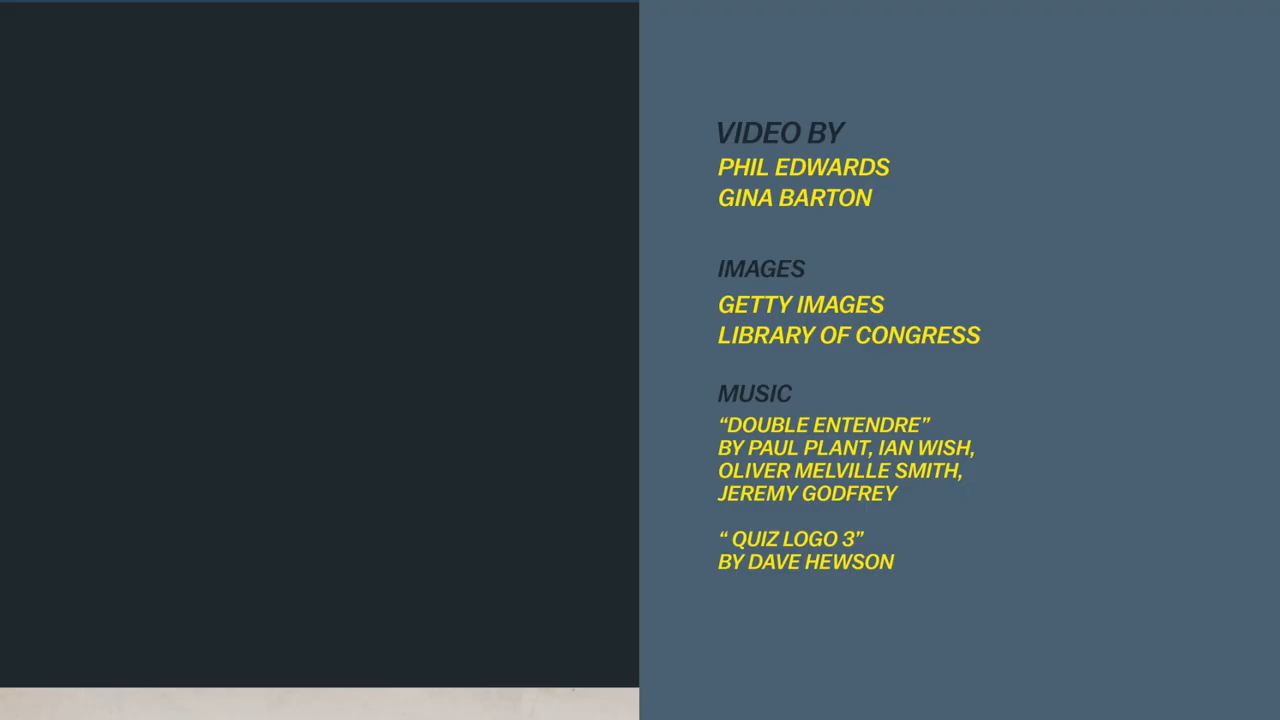 VIDEO BY
PHIL EDWARDS
GINA BARTON
IMAGES
GETTY IMAGES
LIBRARY OF CONGRESS
MUSIC
“DOUBLE ENTENDRE”
BY PAUL PLANT, IAN WISH,
OLIVER MELVILLE SMITH,
JEREMY GODFREY
“ QUIZ LOGO 3”
BY DAVE HEWSON